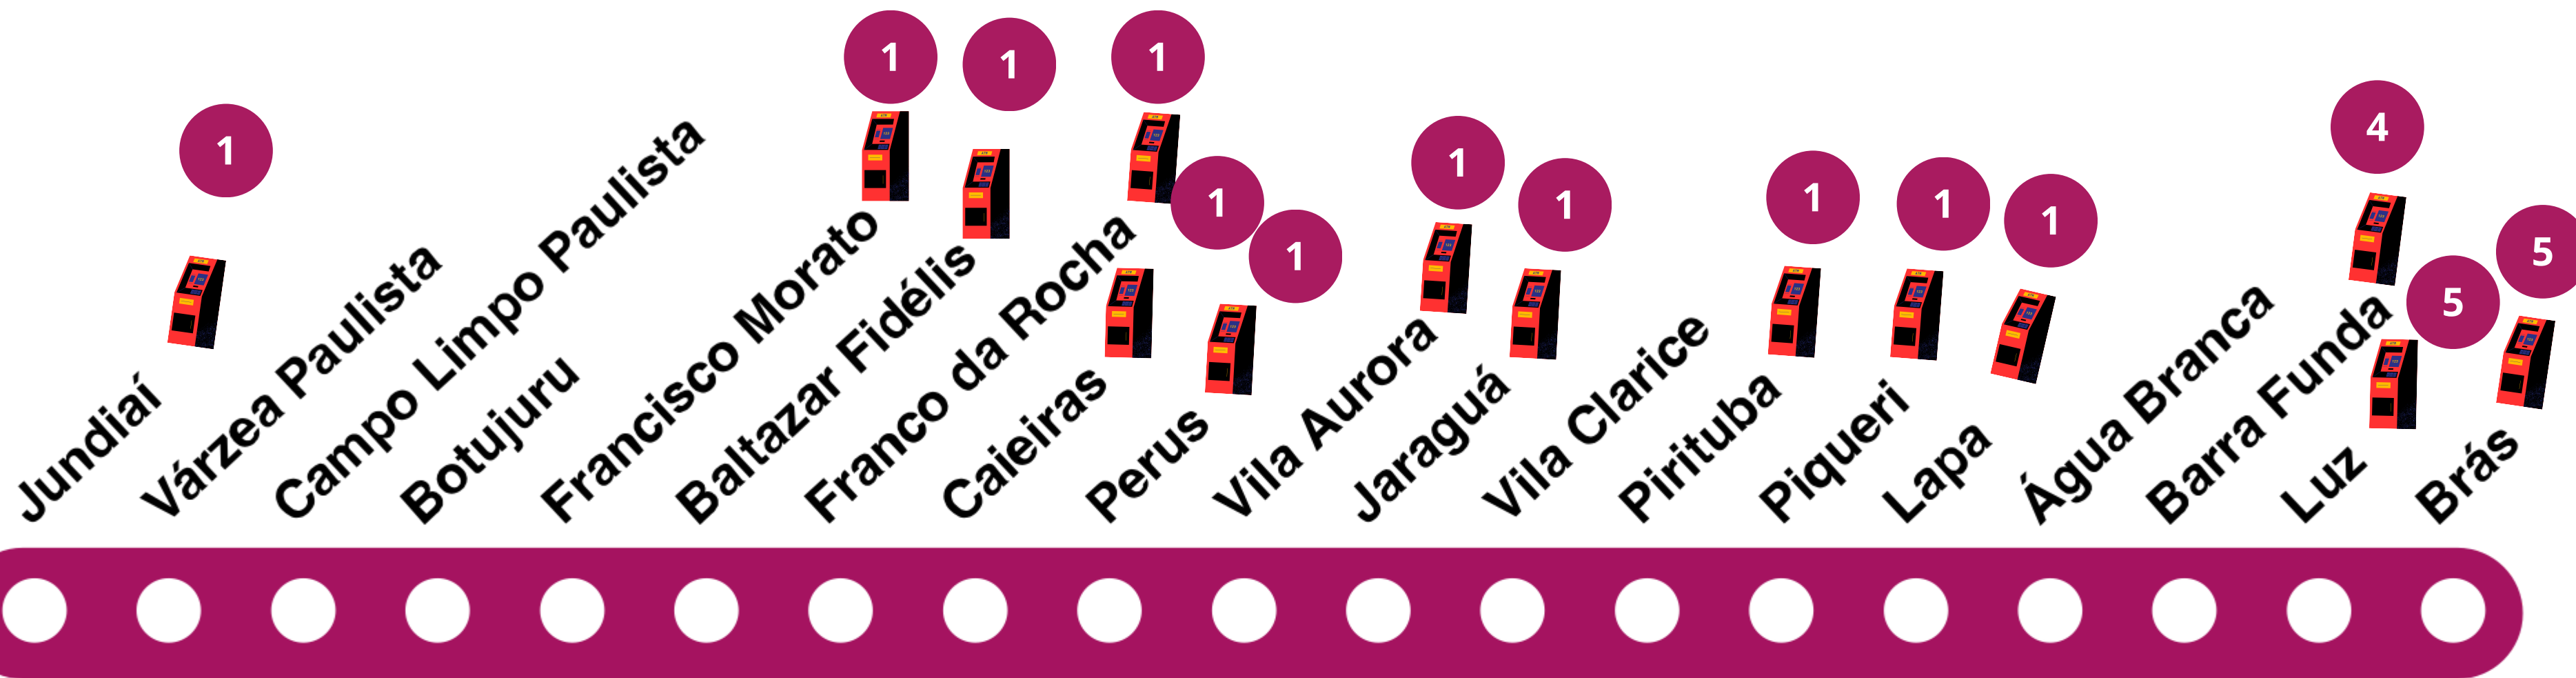 1
Jundiaí
Várzea Paulista
Campo Limpo Paulista
Botujuru
1
Francisco Morato
1
Baltazar Fidélis
1
Franco da Rocha
1
Caieiras
1
Perus
1
Vila Aurora
1
Jaraguá
Vila Clarice
1
Pirituba
1
Piqueri
1
Lapa
Água Branca
4
Barra Funda
5
Luz
5
Brás